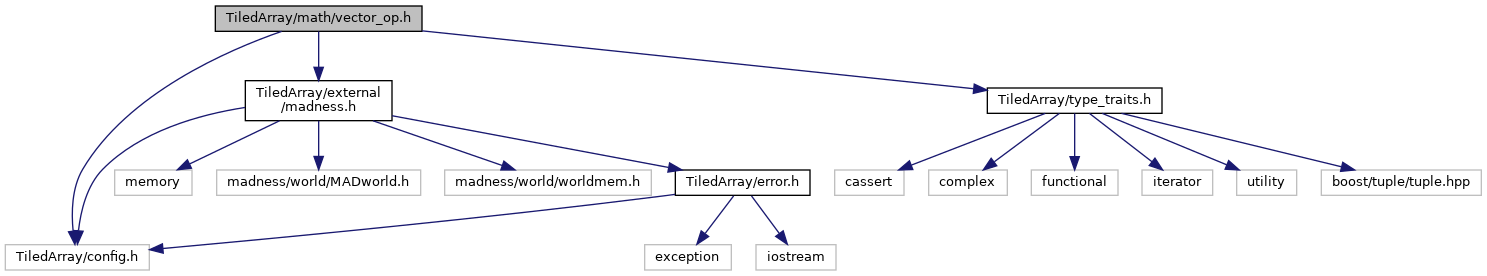 TiledArray/math/vector_op.h
TiledArray/external
/madness.h
TiledArray/type_traits.h
memory
madness/world/MADworld.h
madness/world/worldmem.h
TiledArray/error.h
cassert
complex
functional
iterator
utility
boost/tuple/tuple.hpp
TiledArray/config.h
exception
iostream